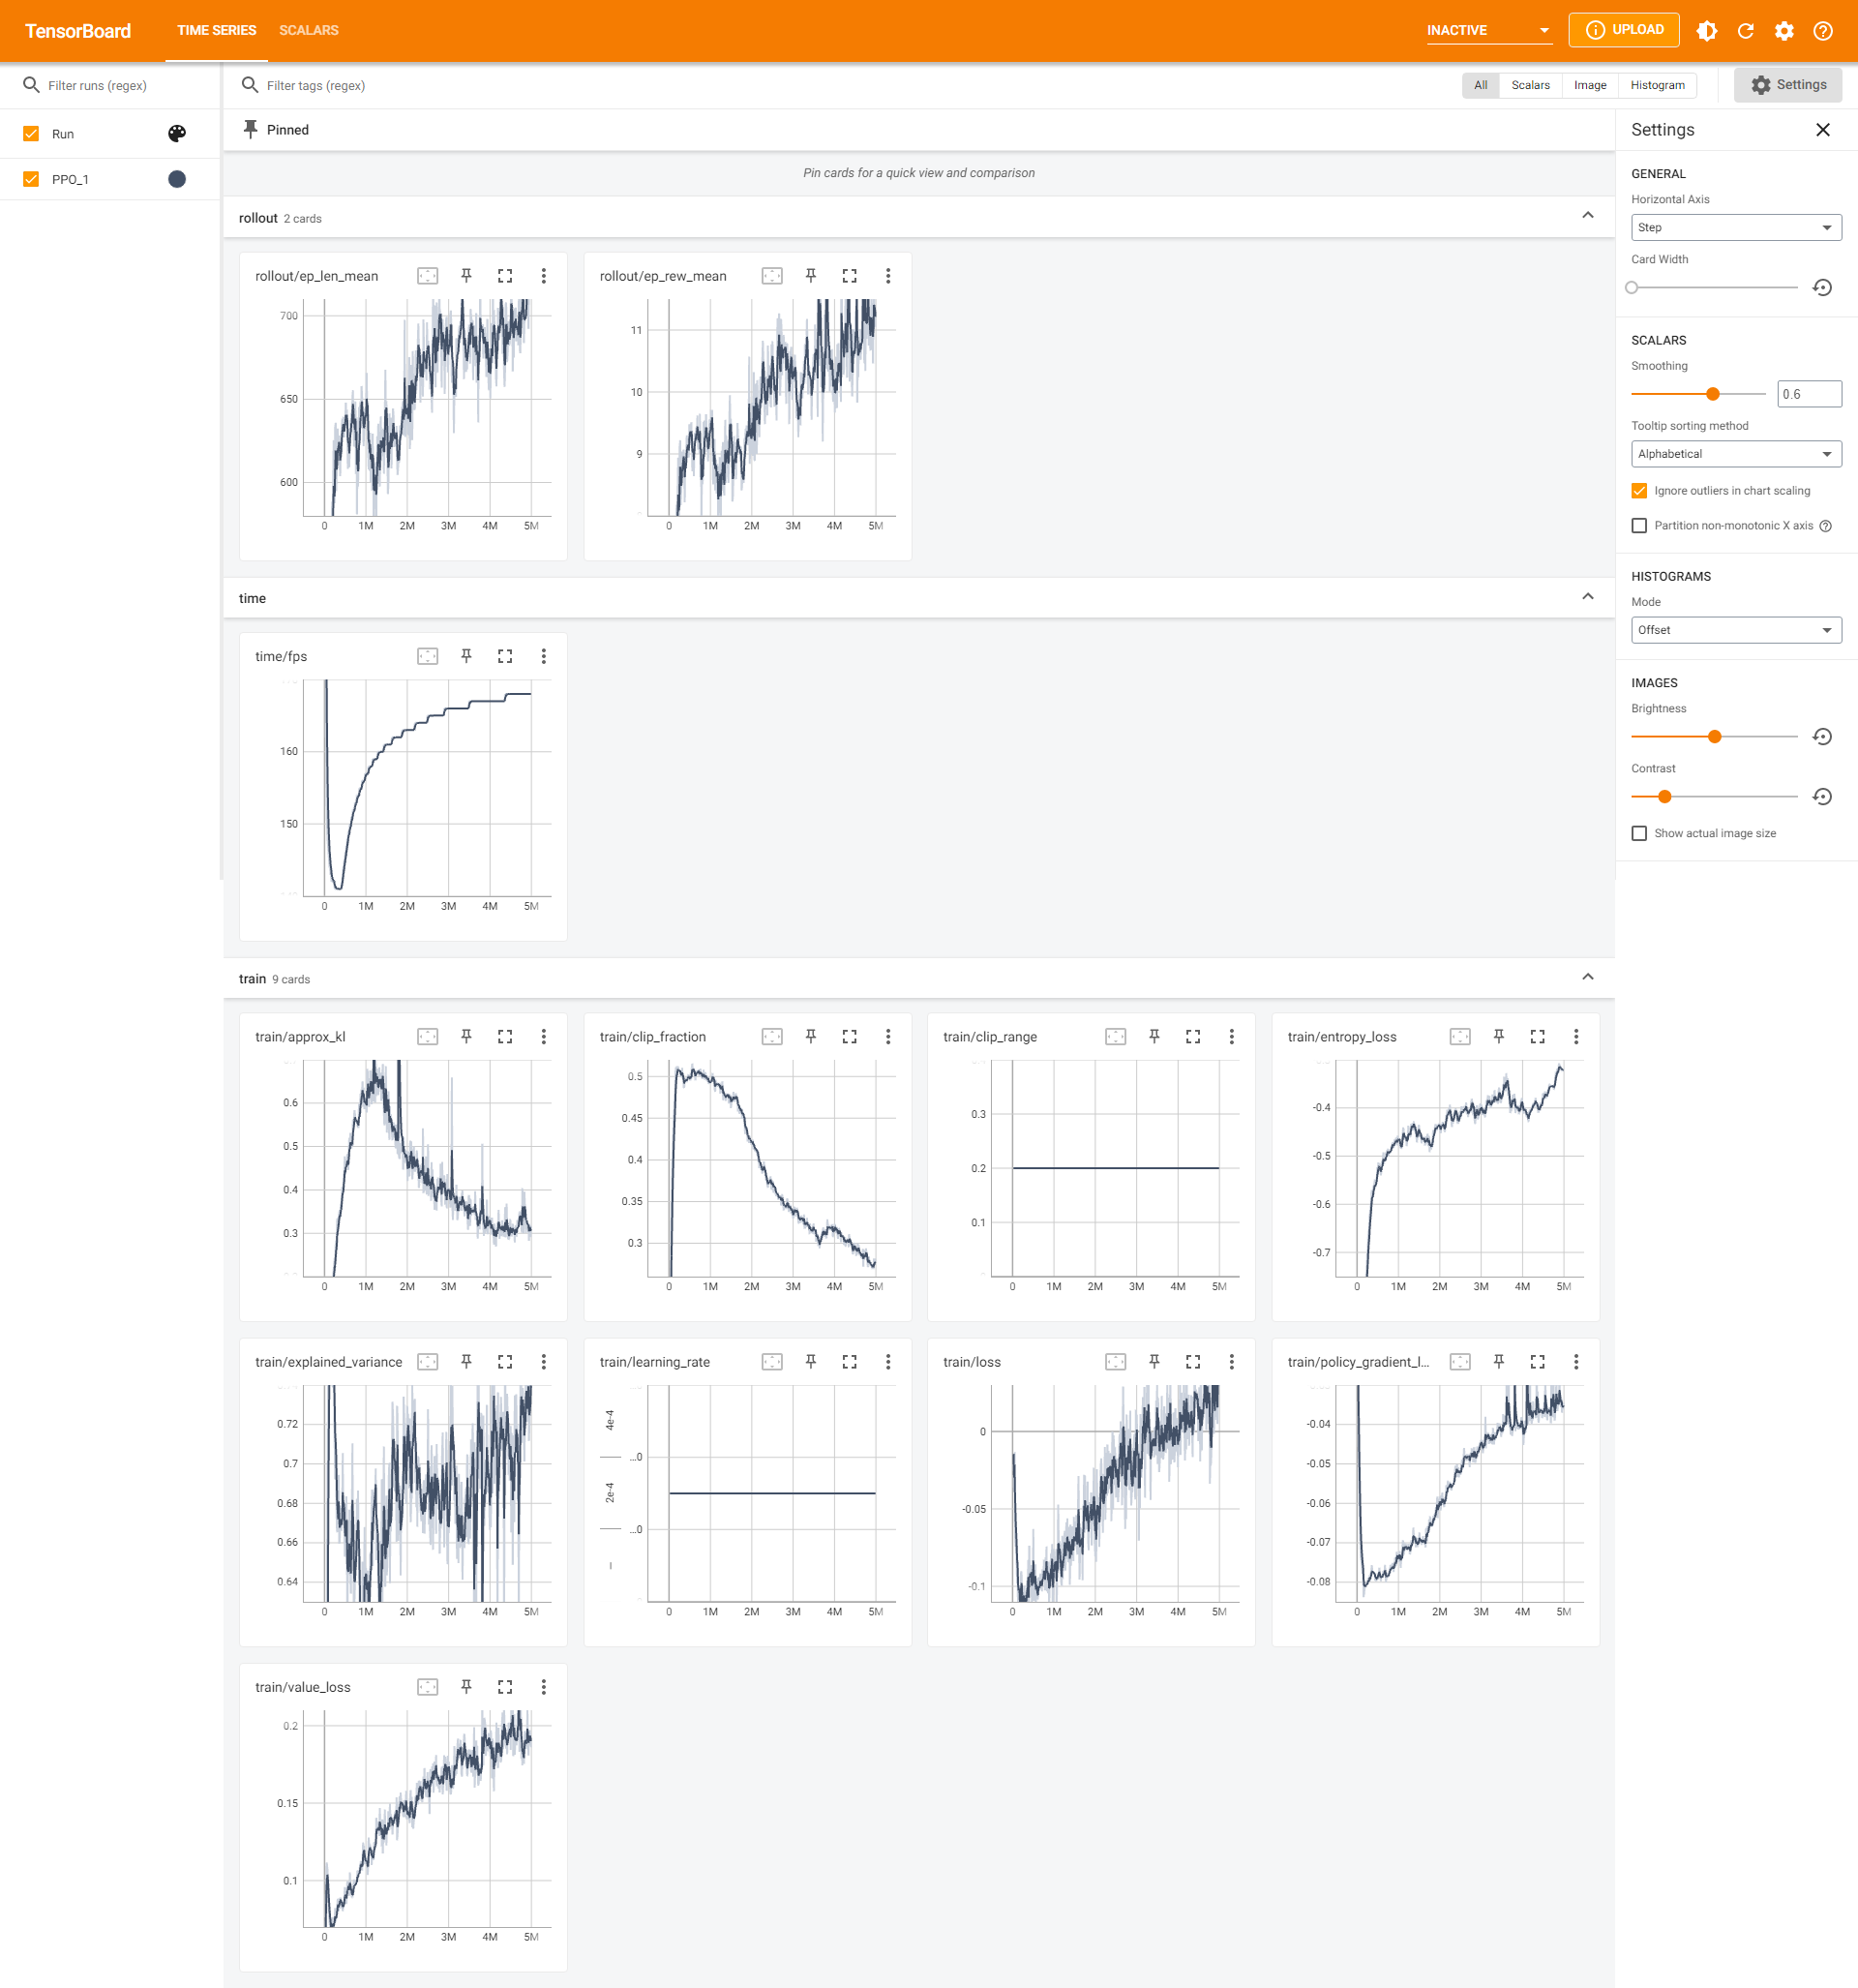 TensorBoard
TIME SERIES
SCALARS
INACTIVE
UPLOAD
Filter runs (regex)
Filter tags (regex)
All
Scalars
Image
Histogram
Settings
Run
PPO_1
Pinned
Pin cards for a quick view and comparison
rollout 2 cards
rollout/ep_len_mean
700
650
600
0 1M 2M 3M 4M 5M
rollout/ep_rew_mean
11
10
9
0 1M 2M 3M 4M 5M
time
time/fps
160
150
0 1M 2M 3M 4M 5M
train 9 cards
train/approx_kl
0.6
0.5
0.4
0.3
0 1M 2M 3M 4M 5M
train/clip_fraction
0.5
0.45
0.4
0.35
0.3
0 1M 2M 3M 4M 5M
train/clip_range
0.3
0.2
0.1
0 1M 2M 3M 4M 5M
train/entropy_loss
-0.4
-0.5
-0.6
-0.7
0 1M 2M 3M 4M 5M
train/explained_variance
0.72
0.7
0.68
0.66
0.64
0 1M 2M 3M 4M 5M
train/learning_rate
4e-4
...0
2e-4
...0
0 1M 2M 3M 4M 5M
train/loss
0
-0.05
-0.1
0 1M 2M 3M 4M 5M
train/policy_gradient_l...
-0.04
-0.05
-0.06
-0.07
-0.08
0 1M 2M 3M 4M 5M
train/value_loss
0.2
0.15
0.1
0 1M 2M 3M 4M 5M
Settings
GENERAL
Horizontal Axis
Step
Card Width
SCALARS
Smoothing
0.6
Tooltip sorting method
Alphabetical
Ignore outliers in chart scaling
Partition non-monotonic X axis
HISTOGRAMS
Mode
Offset
IMAGES
Brightness
Contrast
Show actual image size